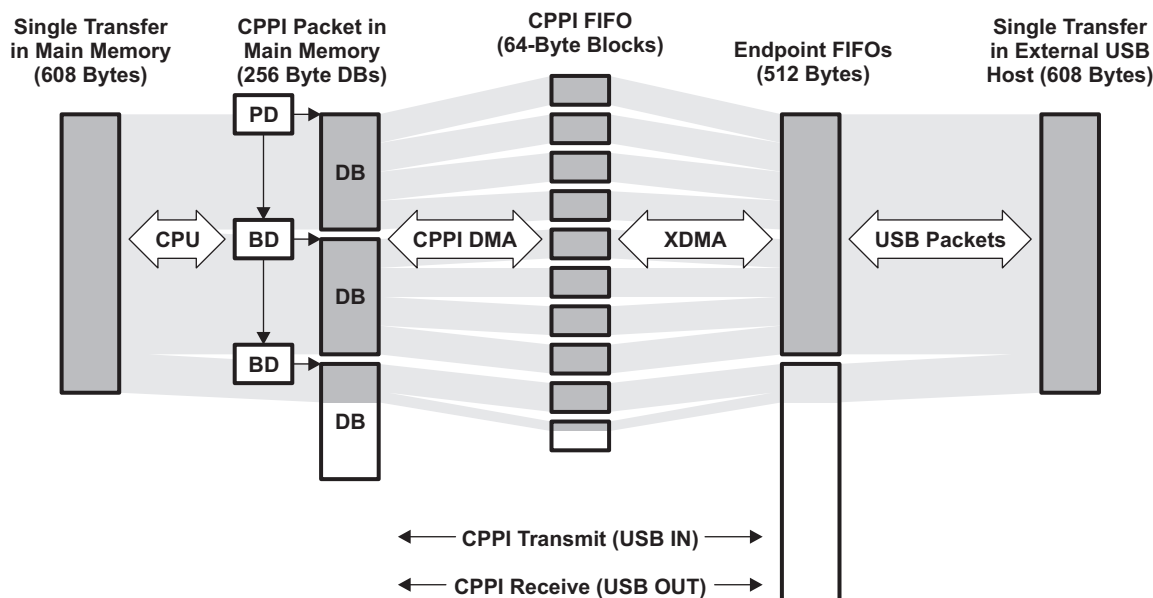 Single Transfer
in Main Memory
(608 Bytes)
CPPI Packet in
Main Memory
(256 Byte DBs)
CPPI FIFO
(64-Byte Blocks)
Endpoint FIFOs
(512 Bytes)
Single Transfer
in External USB
Host (608 Bytes)
PD
DB
CPU
BD
CPPI DMA
XDMA
USB Packets
DB
BD
DB
CPPI Transmit (USB IN)
CPPI Receive (USB OUT)